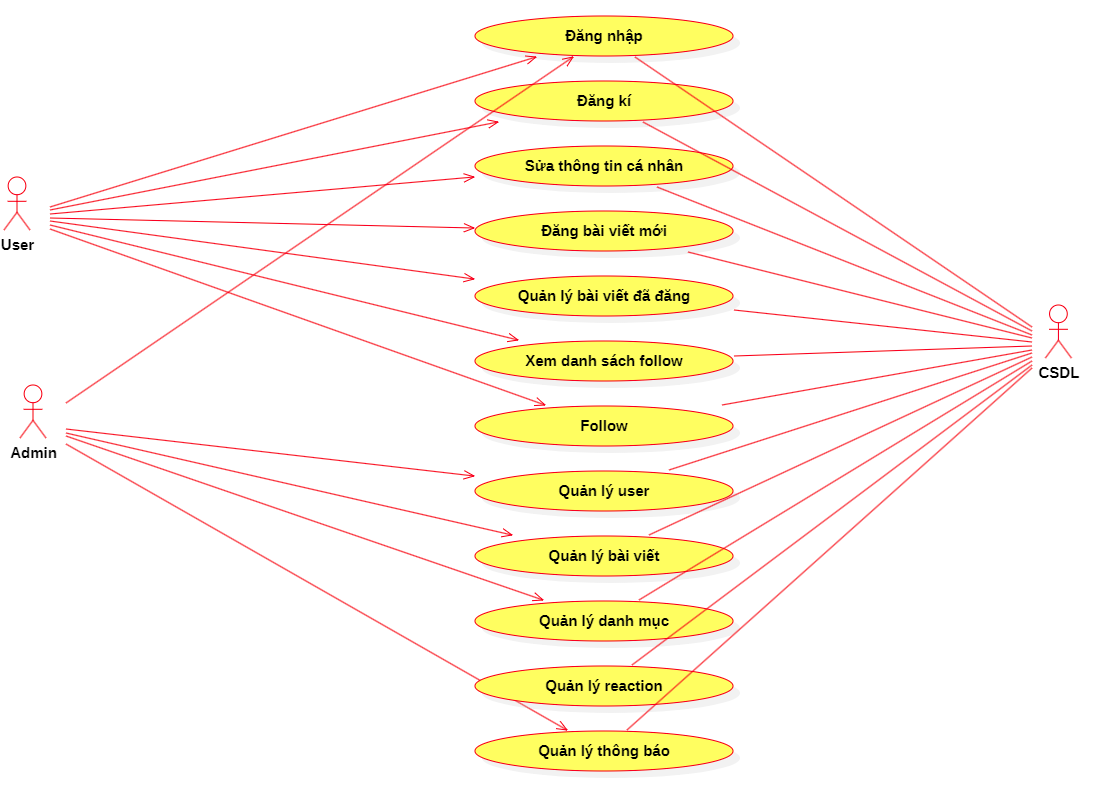 Đăng nhập
Đăng kí
Sửa thông tin cá nhân
Đăng bài viết mới
User
Quản lý bài viết đã đăng
Xem danh sách follow
CSDL
Follow
Admin
Quản lý user
Quản lý bài viết
Quản lý danh mục
Quản lý reaction
Quản lý thông báo